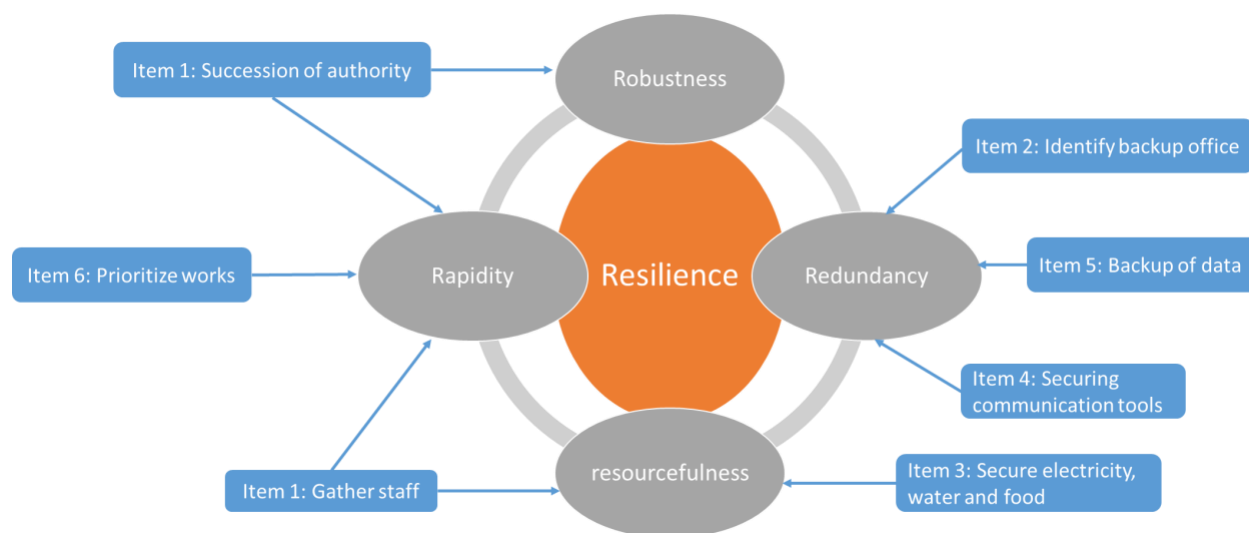 Robustness
Item 1: Succession of authority
Item 2: Identify backup office
Item 6: Prioritize works
Rapidity
Resilience
Redundancy
Item 5: Backup of data
Item 4: Securing
communication tools
Item 1: Gather staff
resourcefulness
Item 3: Secure electricity,
water and food